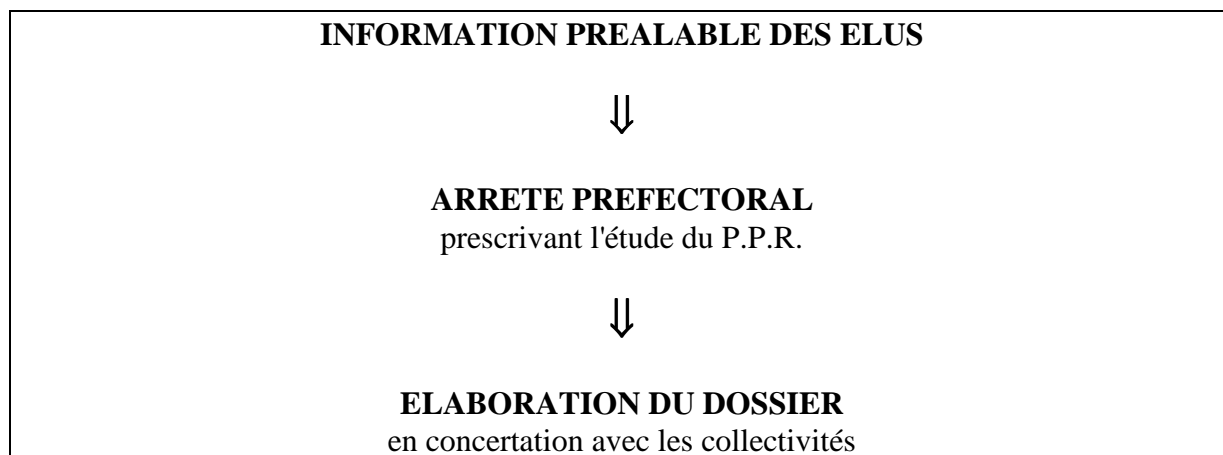 INFORMATION PREALABLE DES ELUS
⇓
ARRETE PREFECTORAL
prescrivant l'étude du P.P.R.
⇓
ELABORATION DU DOSSIER
en concertation avec les collectivités